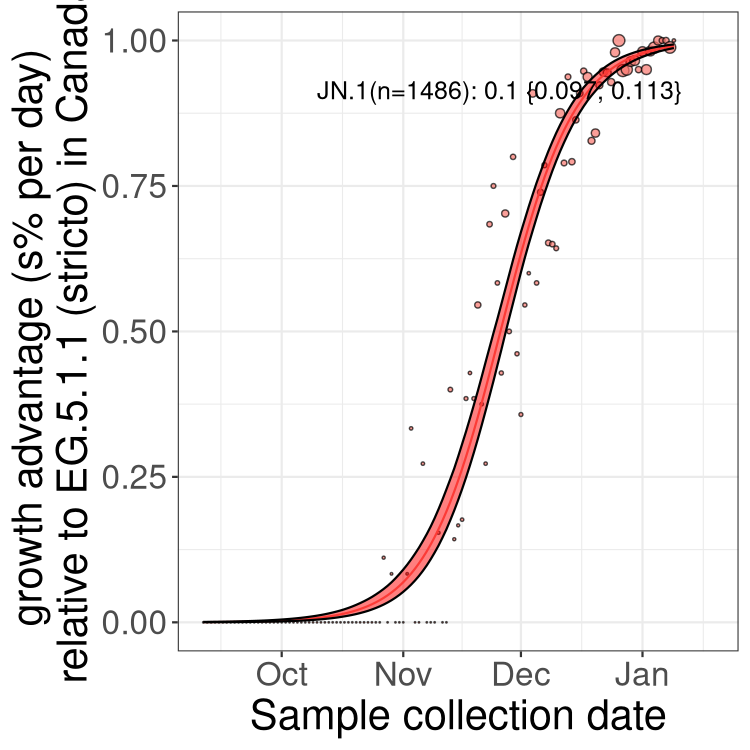 growth advantage (s% per day)
relative to EG.5.1.1 (stricto) in Canada
1.00
0.75
0.50
0.25
0.00
JN.1(n=1486): 0.1 {0.097, 0.113}
Oct Nov Dec Jan
Sample collection date